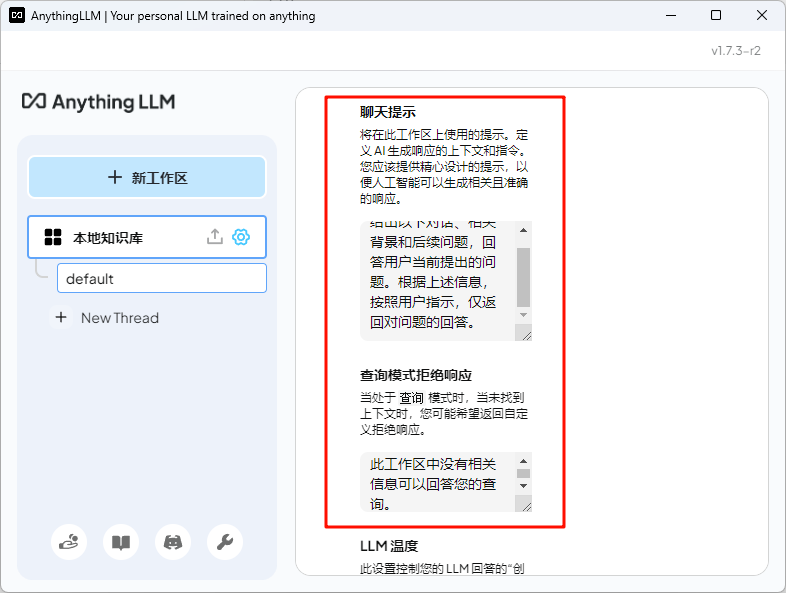 AnythingLLM | Your personal LLM trained on anything
v1.7.3-r2
Anything LLM
新工作区
本地知识库
default
New Thread
聊天提示
将在此工作区上使用的提示。定
义 AI 生成响应的上下文和指令。
您应该提供精心设计的提示，以
便人工智能可以生成相关且准确
的响应。
给出以下对话、相关
背景和后续问题，回
答用户当前提出的问
题。根据上述信息，
按照用户指示，仅返
回对问题的回答。
查询模式拒绝响应
当处于 查询 模式时，当未找到
上下文时，您可能希望返回自定
义拒绝响应。
此工作区中没有相关
信息可以回答您的查
询。
LLM 温度
此设置控制您的 LLM 回答的“创